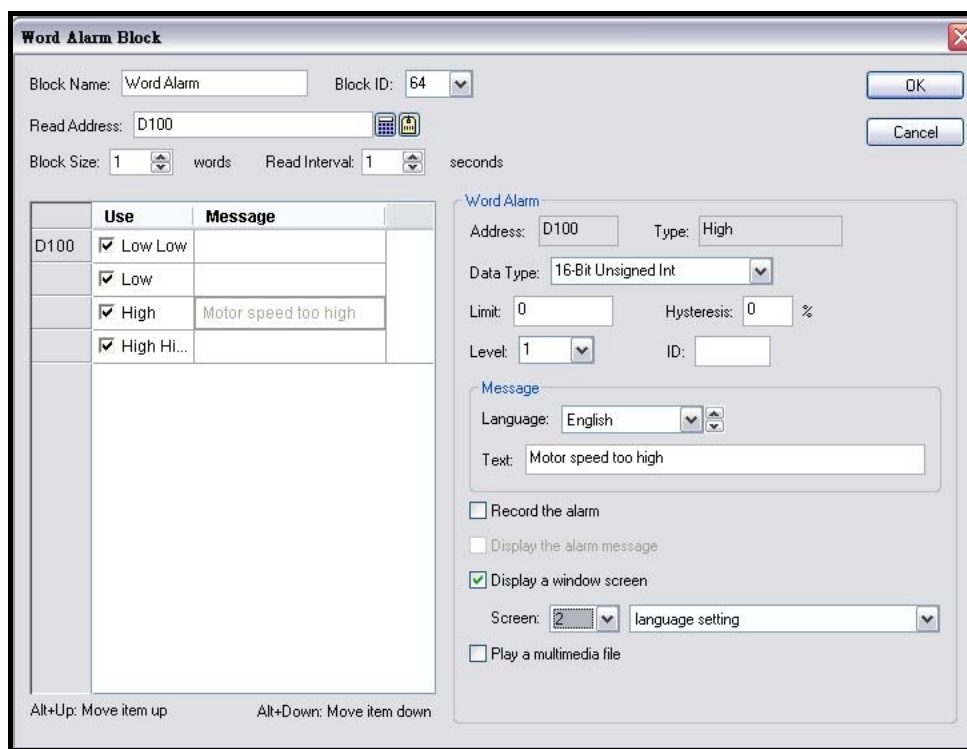 Word Alarm Block
Block Name: Word Alarm Block ID: 64
OK
Read Address: D100
Cancel
Block Size: 1 words Read Interval: 1 seconds
Use Message
D100 Low Low
Low
High Motor speed too high
High Hi...
Alt+Up: Move item up Alt+Down: Move item down
Word Alarm
Address: D100 Type: High
Data Type: 16-Bit Unsigned Int
Limit: 0 Hysteresis: 0 %
Level: 1 ID:
Message
Language: English
Text: Motor speed too high
Record the alarm
Display the alarm message
Display a window screen
Screen: 2 language setting
Play a multimedia file